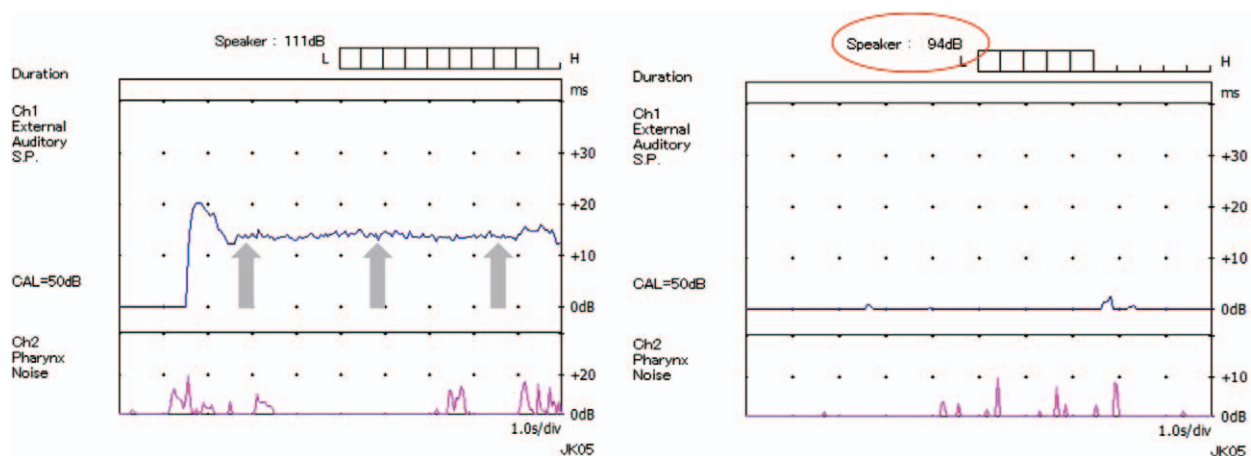 Speaker : 111dB
L H
Duration
ms
Ch1
External
Auditory
S.P.
+30
+20
+10
CAL=50dB
0dB
Ch2
Pharynx
Noise
+20
0dB
1.0s/div
JK05
Speaker : 94dB
L H
Duration
ms
Ch1
External
Auditory
S.P.
+30
+20
+10
CAL=50dB
0dB
Ch2
Pharynx
Noise
+10
0dB
1.0s/div
JK05